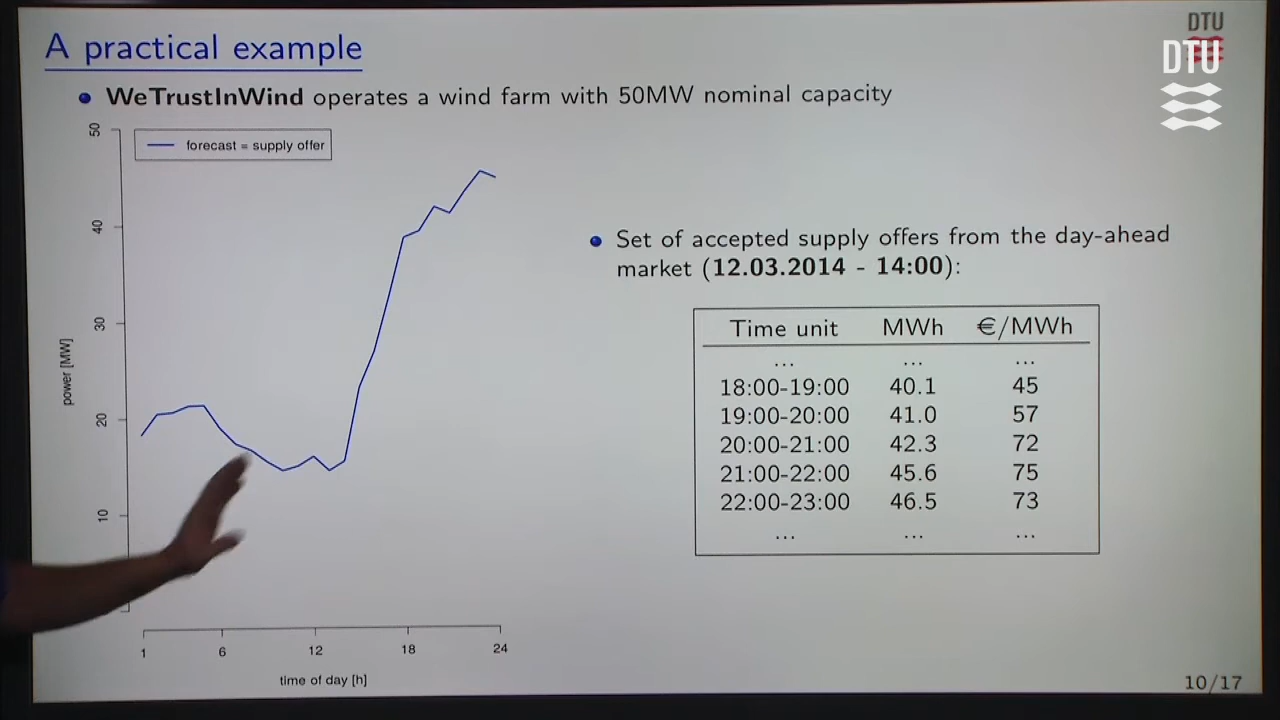 A practical example
DTU
DTU
WeTrustInWind operates a wind farm with 50MW nominal capacity
forecast = supply offer
50
40
30
20
10
power [MW]
1 6 12 18 24
time of day [h]
Set of accepted supply offers from the day-ahead
market (12.03.2014 - 14:00):
Time unit MWh €/MWh
... ... ...
18:00-19:00 40.1 45
19:00-20:00 41.0 57
20:00-21:00 42.3 72
21:00-22:00 45.6 75
22:00-23:00 46.5 73
... ... ...
10/17